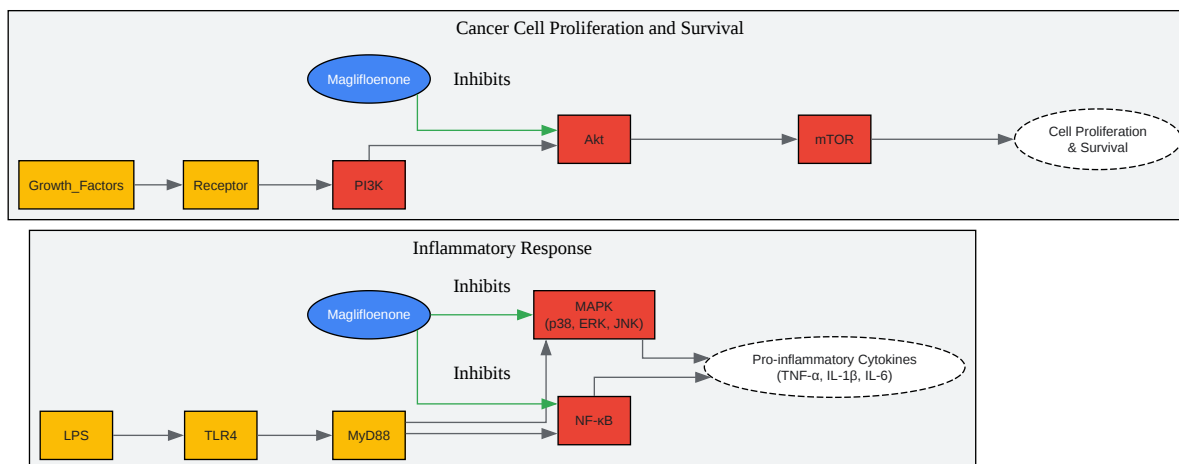 Cancer Cell Proliferation and Survival
Maglifloenone
Inhibits
Akt
mTOR
Cell Proliferation
& Survival
Growth_Factors
Receptor
PI3K
Inflammatory Response
Inhibits
Maglifloenone
MAPK
(p38, ERK, JNK)
Pro-inflammatory Cytokines
(TNF-α, IL-1β, IL-6)
Inhibits
NF-κB
LPS
TLR4
MyD88